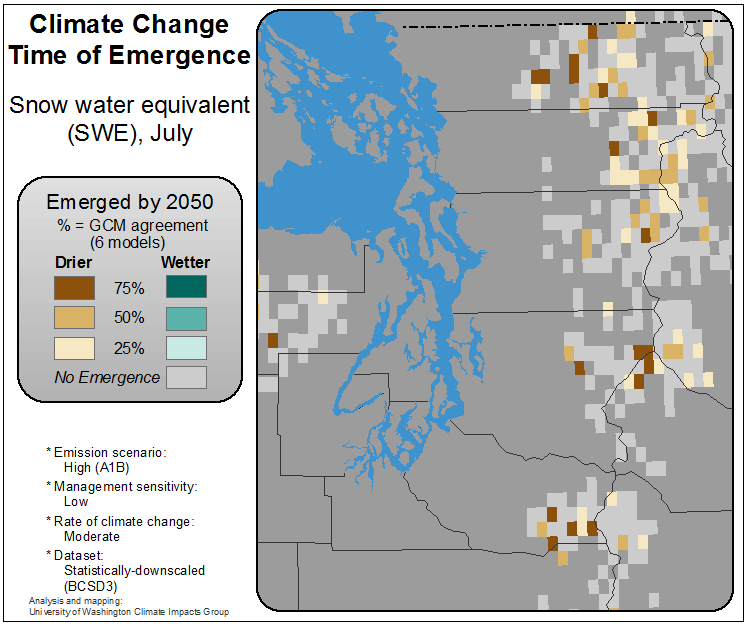 Climate Change
Time of Emergence
Snow water equivalent
(SWE), July
Emerged by 2050
% = GCM agreement
(6 models)
Drier Wetter
75%
50%
25%
No Emergence
* Emission scenario:
High (A1B)
* Management sensitivity:
Low
* Rate of climate change:
Moderate
* Dataset:
Statistically-downscaled
(BCSD3)
Analysis and mapping:
University of Washington Climate Impacts Group